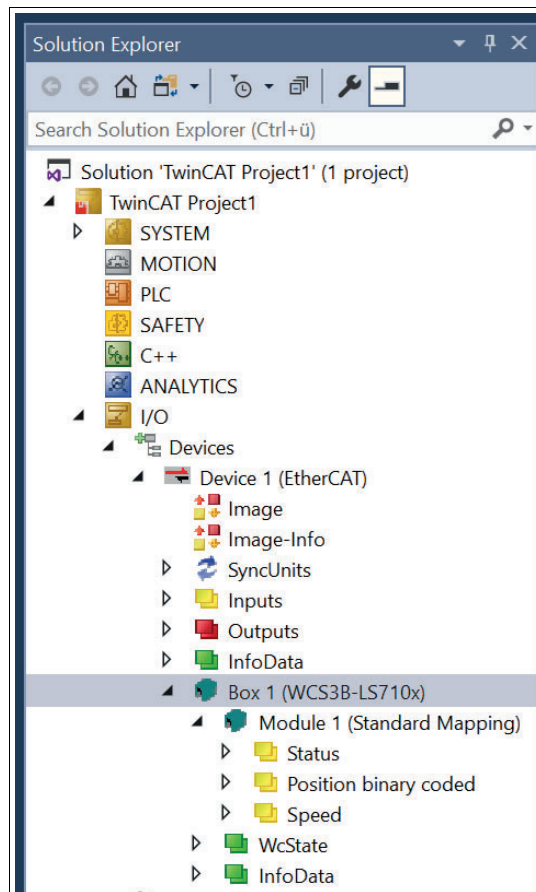 Solution Explorer
Search Solution Explorer (Ctrl+ü)
Solution 'TwinCAT Project1' (1 project)
TwinCAT Project1
SYSTEM
MOTION
PLC
SAFETY
C++
ANALYTICS
I/O
Devices
Device 1 (EtherCAT)
Image
Image-Info
SyncUnits
Inputs
Outputs
InfoData
Box 1 (WCS3B-LS710x)
Module 1 (Standard Mapping)
Status
Position binary coded
Speed
WcState
InfoData